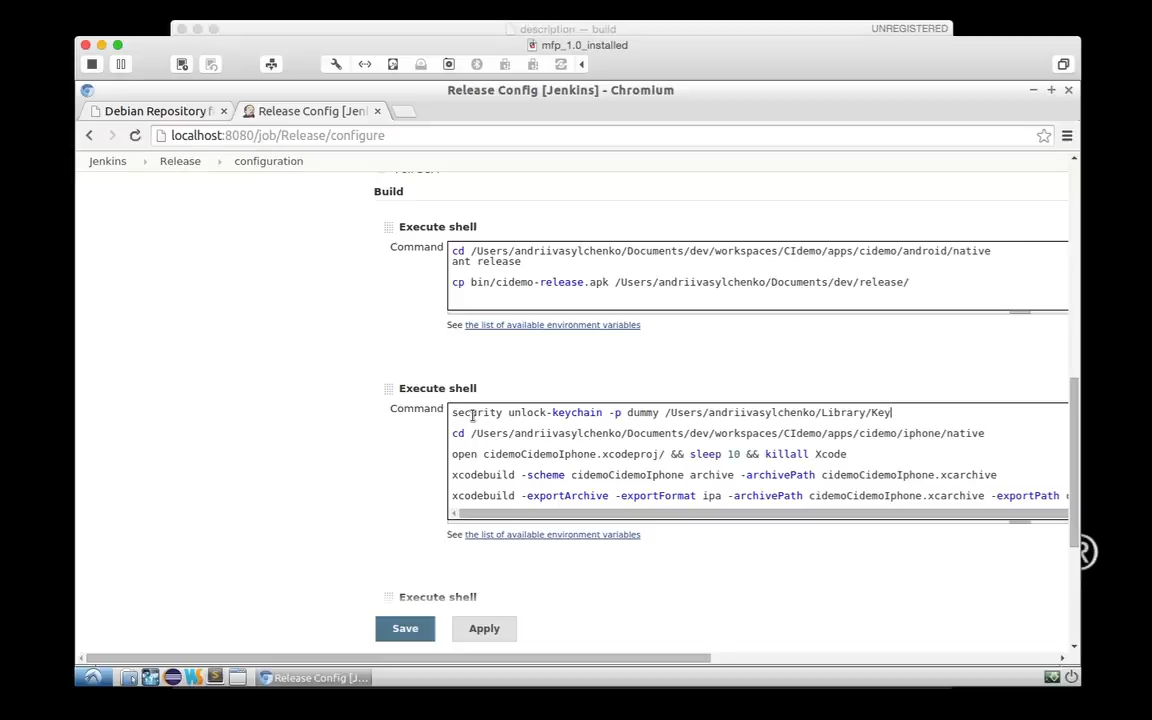 description — build
UNREGISTERED
mfp_1.0_installed
Release Config [Jenkins] - Chromium
Debian Repository f
Release Config [Jen
localhost:8080/job/Release/configure
Jenkins › Release › configuration
Build
Execute shell
Command
cd /Users/andriivasylchenko/Documents/dev/workspaces/CIdemo/apps/cidemo/android/native
ant release
cp bin/cidemo-release.apk /Users/andriivasylchenko/Documents/dev/release/
See the list of available environment variables
Execute shell
Command
security unlock-keychain -p dummy /Users/andriivasylchenko/Library/Key
cd /Users/andriivasylchenko/Documents/dev/workspaces/CIdemo/apps/cidemo/iphone/native
open cidemoCidemoIphone.xcodeproj/ && sleep 10 && killall Xcode
xcodebuild -scheme cidemoCidemoIphone archive -archivePath cidemoCidemoIphone.xcarchive
xcodebuild -exportArchive -exportFormat ipa -archivePath cidemoCidemoIphone.xcarchive -exportPath
See the list of available environment variables
Execute shell
Save
Apply
Release Config [J...
®